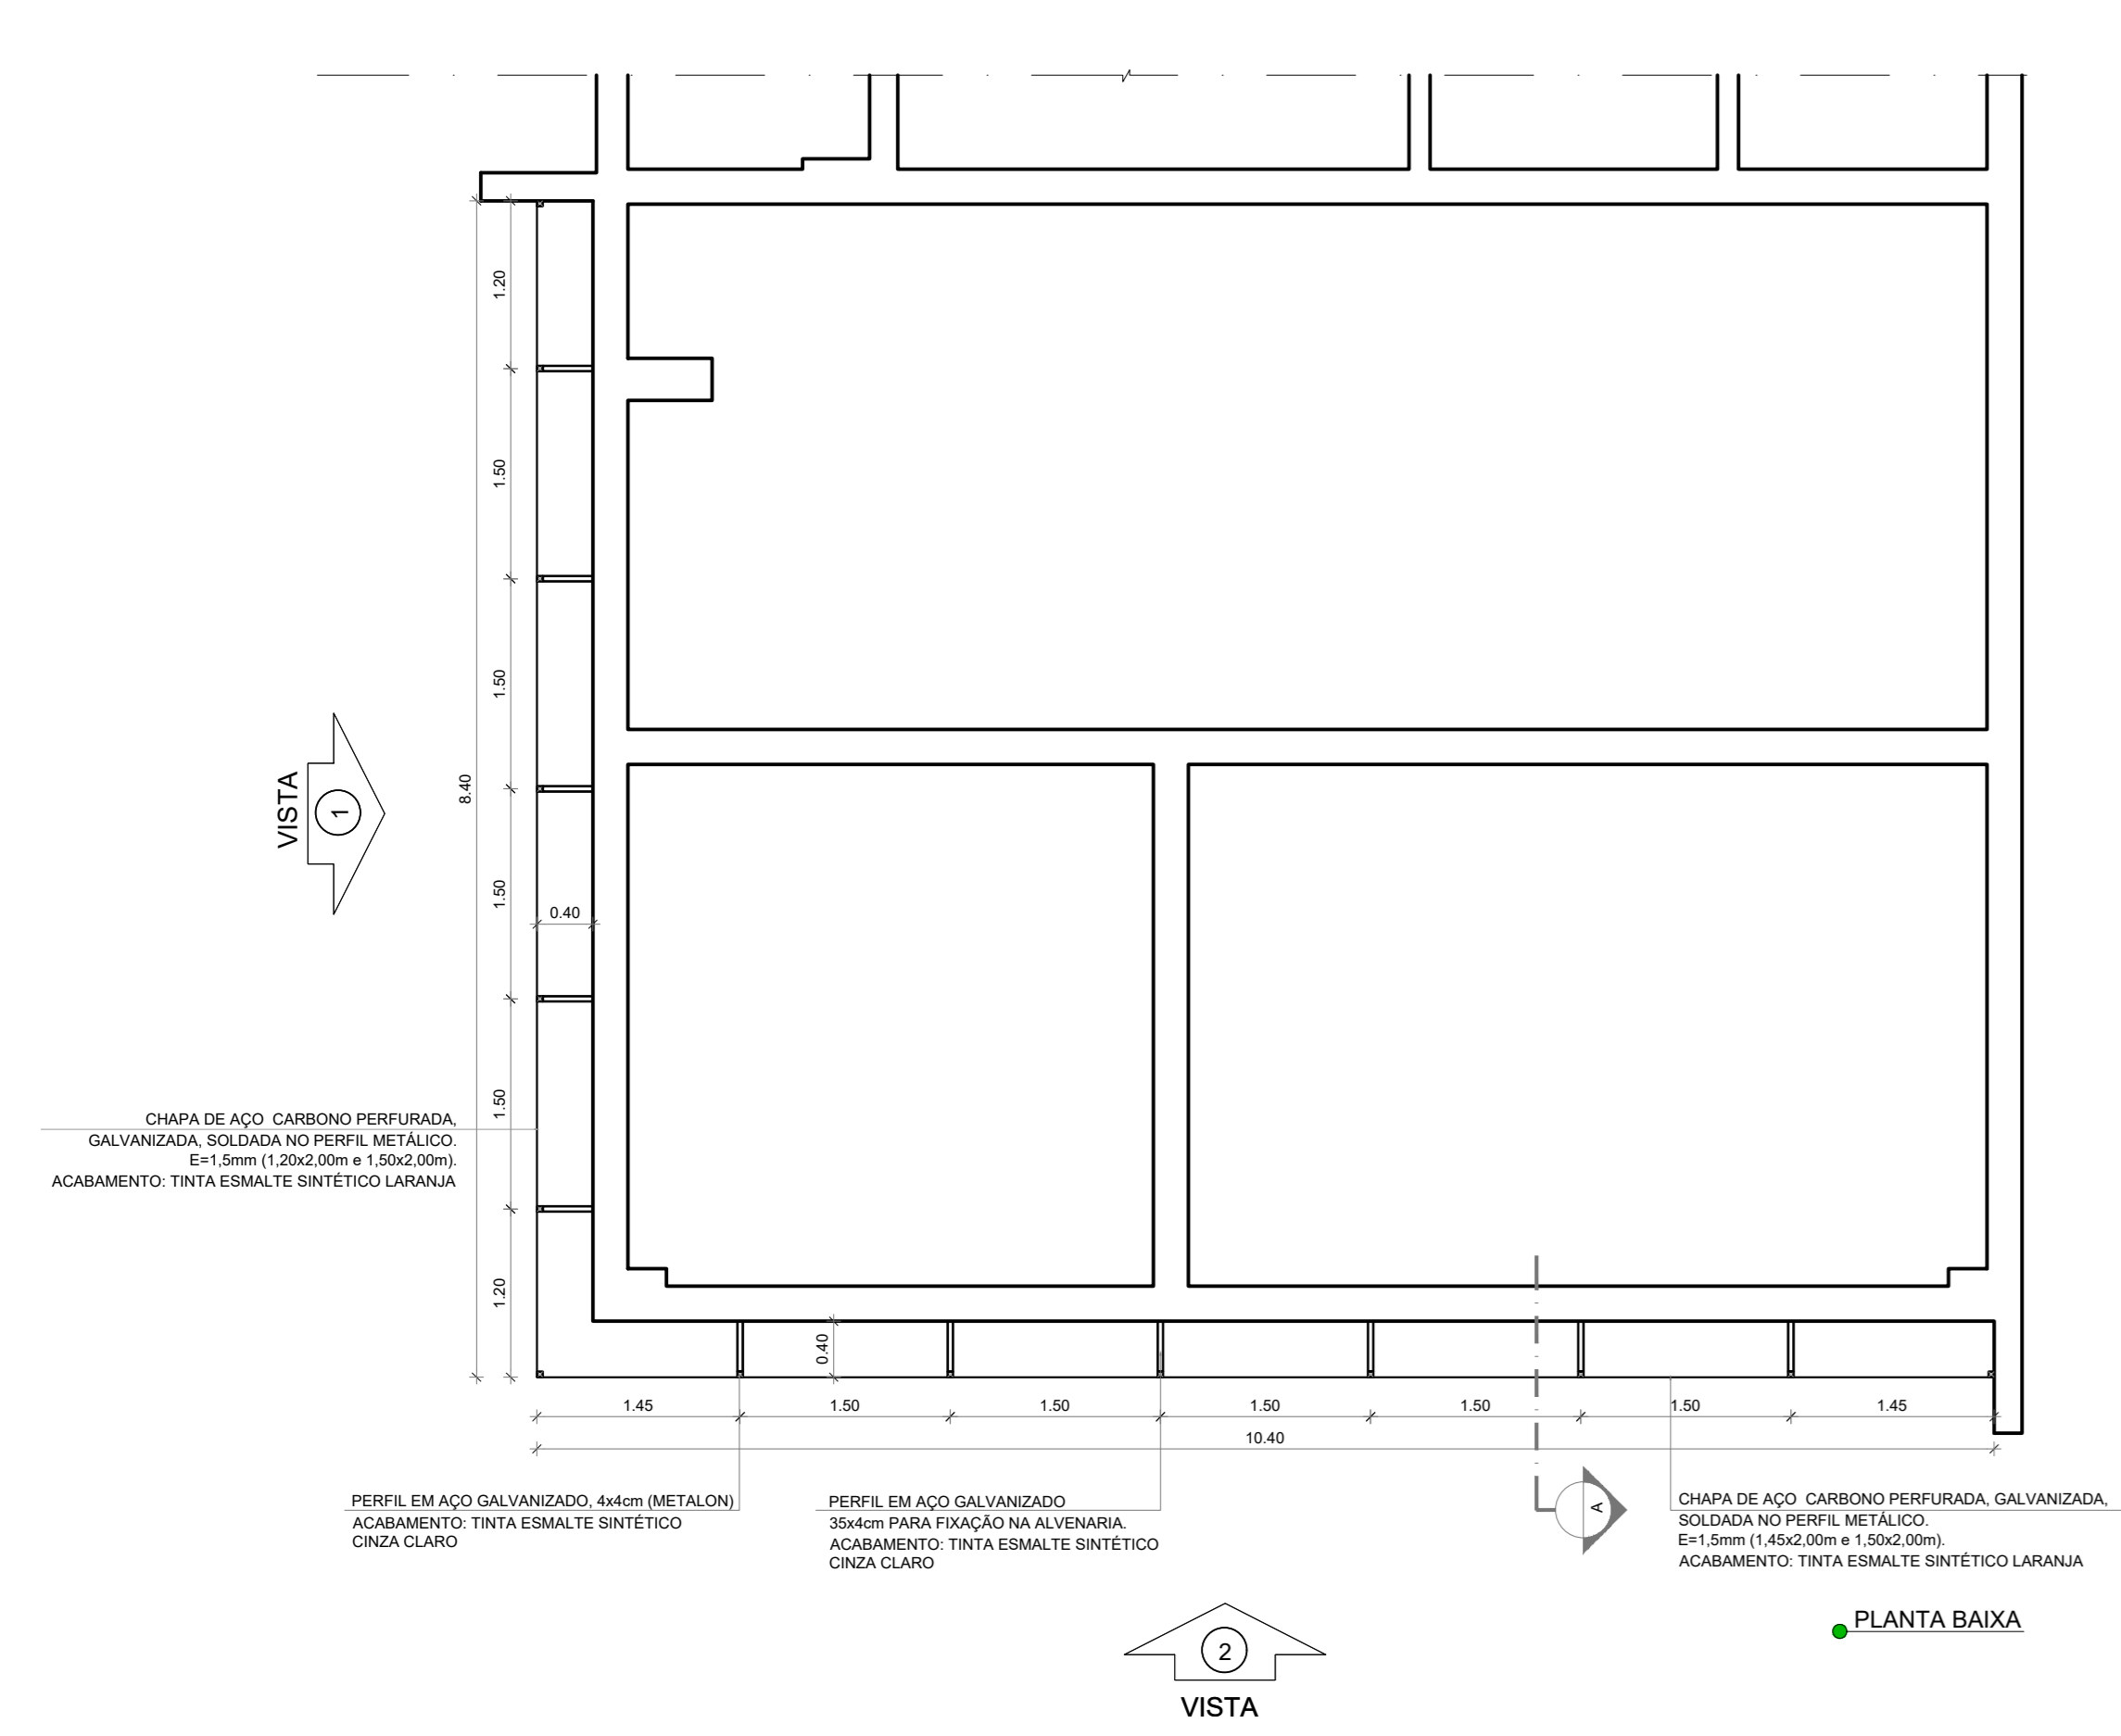 1.20
1.50
1.50
1.50
1.50
1.20
8.40
0.40
VISTA
1
CHAPA DE AÇO CARBONO PERFURADA,
GALVANIZADA, SOLDADA NO PERFIL METÁLICO.
E=1,5mm (1,20x2,00m e 1,50x2,00m).
ACABAMENTO: TINTA ESMALTE SINTÉTICO LARANJA
0.40
1.45
1.50
1.50
1.50
1.50
1.50
1.45
10.40
PERFIL EM AÇO GALVANIZADO, 4x4cm (METALON)
ACABAMENTO: TINTA ESMALTE SINTÉTICO
CINZA CLARO
PERFIL EM AÇO GALVANIZADO
35x4cm PARA FIXAÇÃO NA ALVENARIA.
ACABAMENTO: TINTA ESMALTE SINTÉTICO
CINZA CLARO
A
CHAPA DE AÇO CARBONO PERFURADA, GALVANIZADA,
SOLDADA NO PERFIL METÁLICO.
E=1,5mm (1,45x2,00m e 1,50x2,00m).
ACABAMENTO: TINTA ESMALTE SINTÉTICO LARANJA
PLANTA BAIXA
2
VISTA